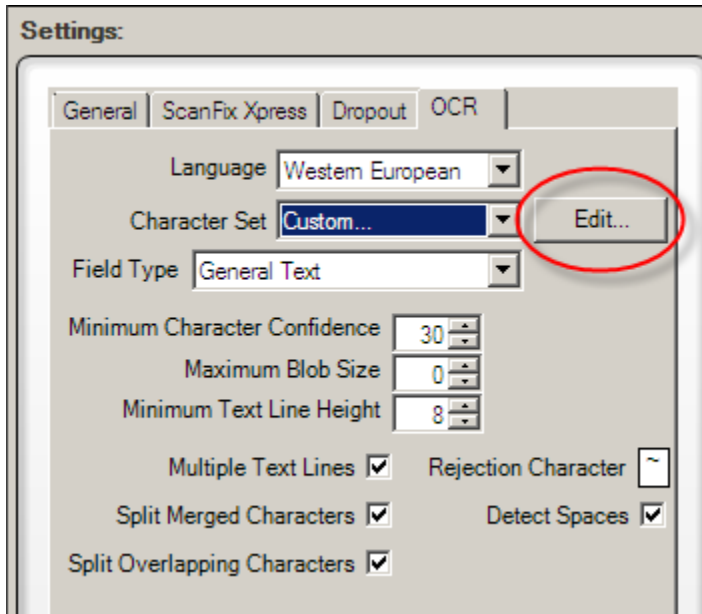 Settings:
General ScanFix Xpress Dropout OCR
Language Western European
Character Set Custom... Edit...
Field Type General Text
Minimum Character Confidence 30
Maximum Blob Size 0
Minimum Text Line Height 8
Multiple Text Lines Rejection Character ~
Split Merged Characters Detect Spaces
Split Overlapping Characters